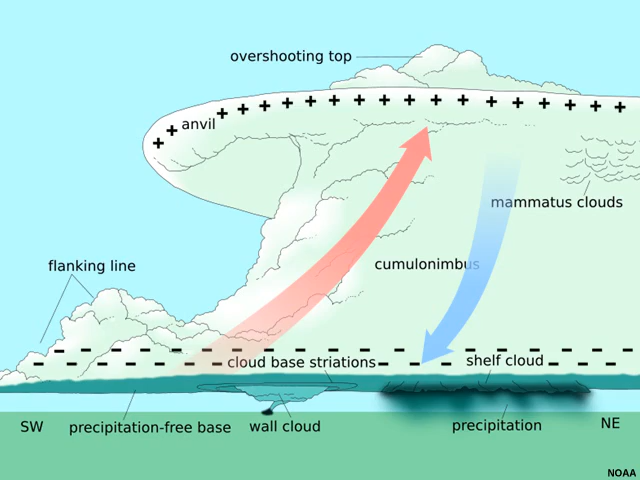 overshooting top
anvil
mammatus clouds
flanking line
cumulonimbus
cloud base striations
shelf cloud
SW
precipitation-free base
wall cloud
precipitation
NE
NOAA